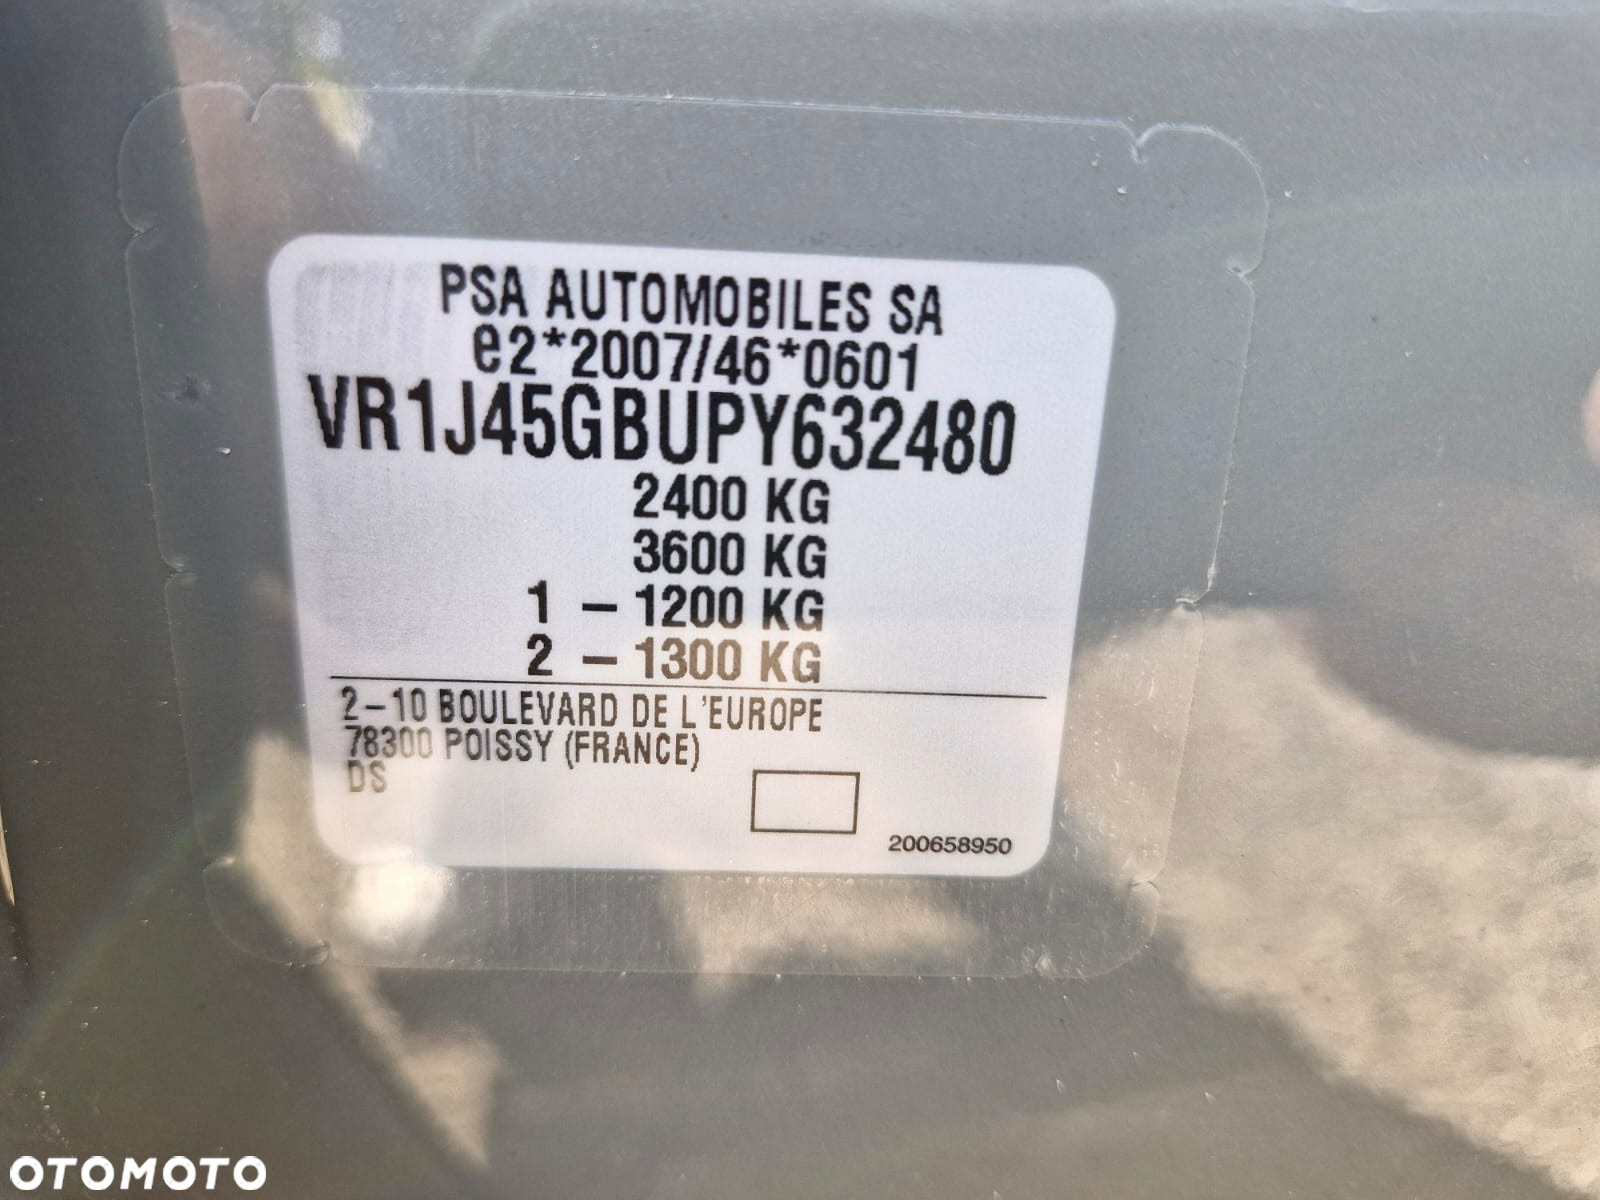 PSA AUTOMOBILES SA
e2*2007/46*0601
VR1J45GBUPY632480
2400 KG
3600 KG
1 - 1200 KG
2 - 1300 KG
2-10 BOULEVARD DE L'EUROPE
78300 POISSY (FRANCE)
DS
200658950
OTOMOTO